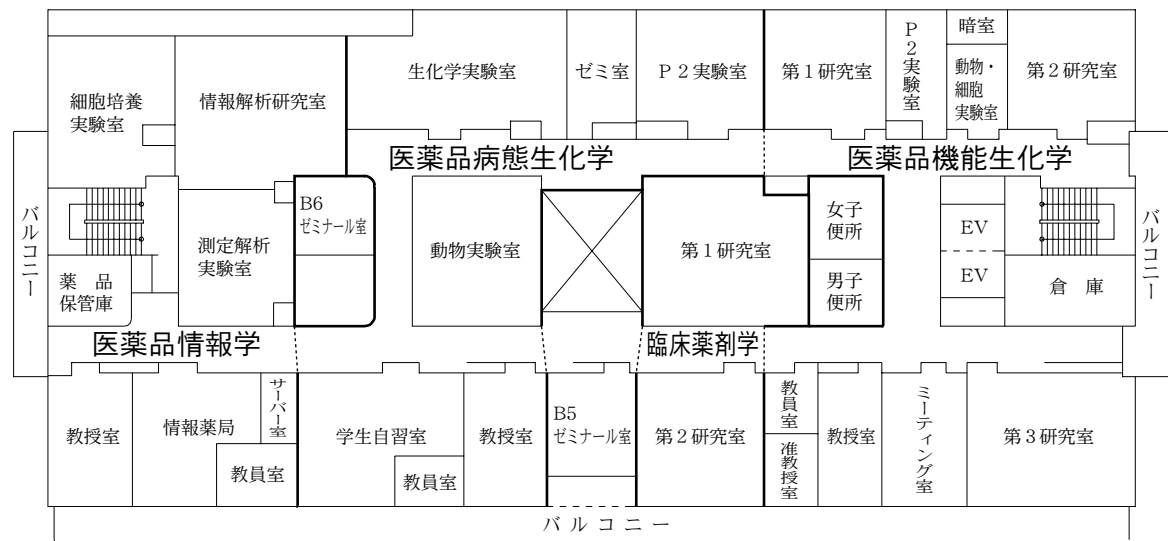 細胞培養
実験室
情報解析研究室
生化学実験室
ゼミ室
Ｐ２実験室
第１研究室
Ｐ２実験室
暗室
動物・
細胞
実験室
第２研究室
医薬品病態生化学
医薬品機能生化学
バルコニー
測定解析
実験室
B6
ゼミナール室
動物実験室
第１研究室
女子
便所
男子
便所
EV
EV
倉 庫
バルコニー
薬 品
保管庫
医薬品情報学
臨床薬剤学
教授室
情報薬局
サーバー室
教員室
学生自習室
教員室
教授室
B5
ゼミナール室
第２研究室
教員室
准教授室
教授室
ミーティング室
第３研究室
バルコニー